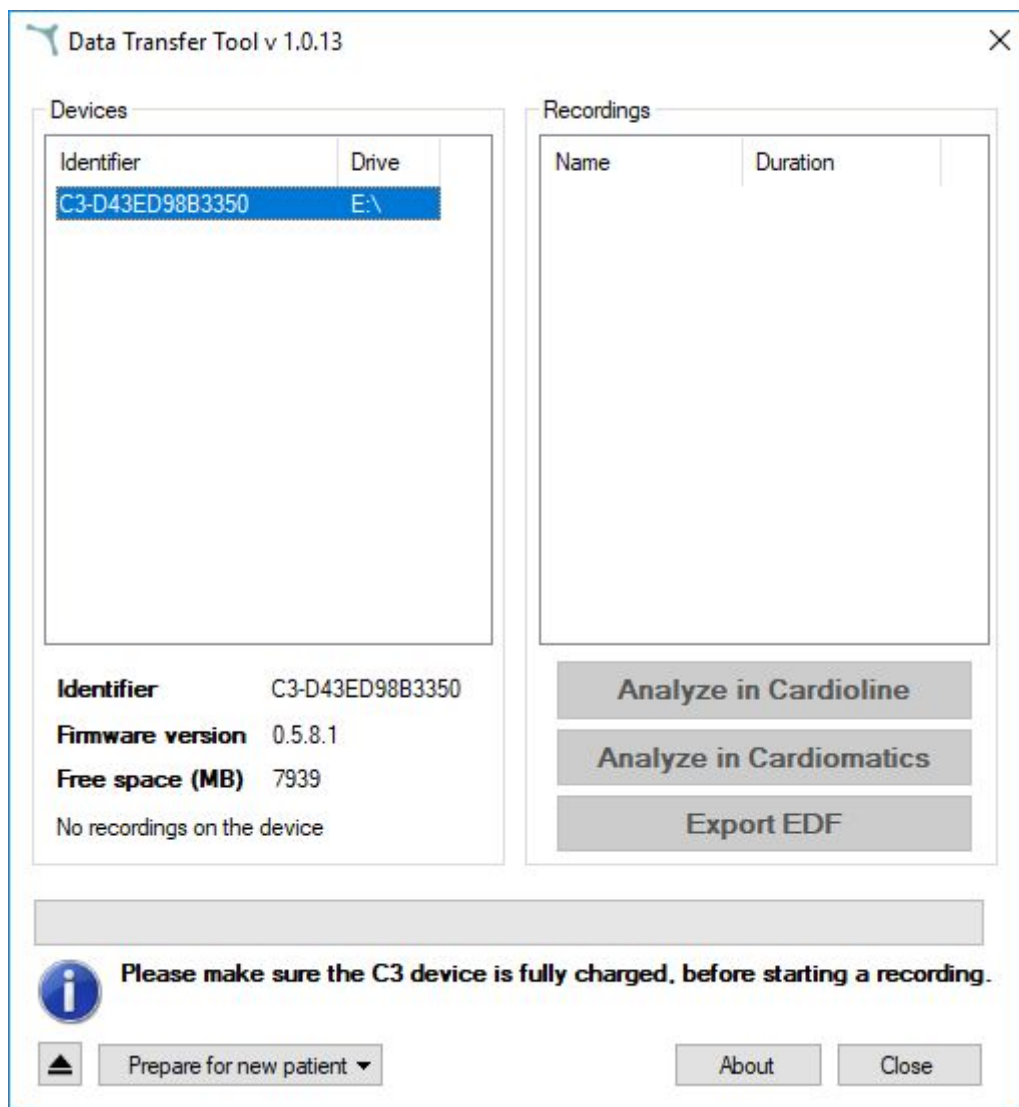 Data Transfer Tool v 1.0.13
Devices
Identifier Drive
C3-D43ED98B3350 E:\
Identifier C3-D43ED98B3350
Firmware version 0.5.8.1
Free space (MB) 7939
No recordings on the device
Recordings
Name Duration
Analyze in Cardioline
Analyze in Cardiomatics
Export EDF
Please make sure the C3 device is fully charged, before starting a recording.
Prepare for new patient
About
Close